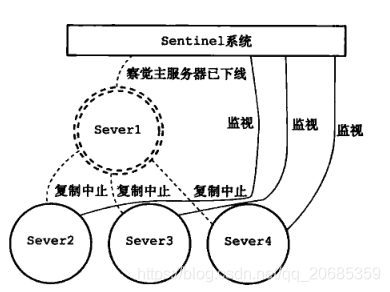 Sentinel系统
察觉主服务器已下线
Sever1
监视
监视
监视
复制中止
复制中止
复制中止
Sever2
Sever3
Sever4
https://blog.csdn.net/qq_20685359